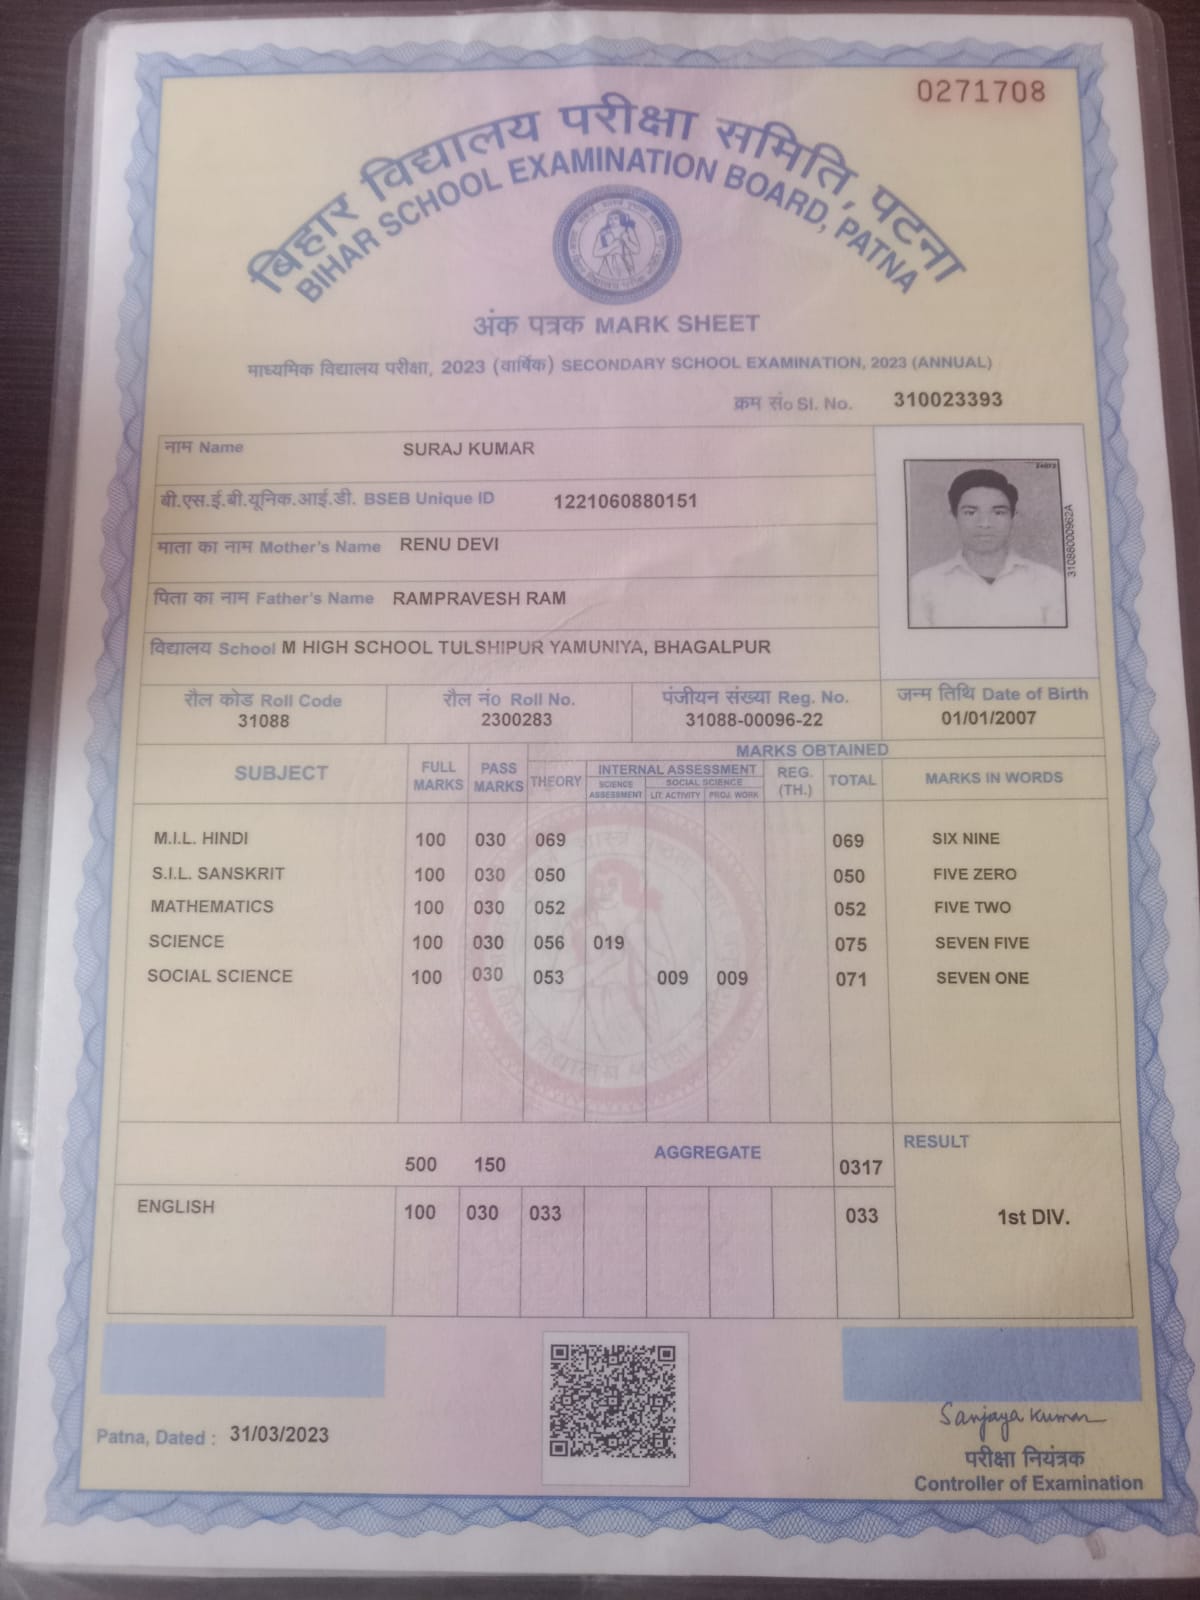 0271708
बिहार विद्यालय परीक्षा समिति, पटना
BIHAR SCHOOL EXAMINATION BOARD, PATNA
अंक पत्रक MARK SHEET
माध्यमिक विद्यालय परीक्षा, 2023 (वार्षिक) SECONDARY SCHOOL EXAMINATION, 2023 (ANNUAL)
क्रम सं० Sl. No. 310023393
नाम Name SURAJ KUMAR
24072
31088000962A
बी.एस.ई.बी.यूनिक.आई.डी. BSEB Unique ID 1221060880151
माता का नाम Mother's Name RENU DEVI
पिता का नाम Father's Name RAMPRAVESH RAM
विद्यालय School M HIGH SCHOOL TULSHIPUR YAMUNIYA, BHAGALPUR
रौल कोड Roll Code रौल नं० Roll No. पंजीयन संख्या Reg. No. जन्म तिथि Date of Birth
31088 2300283 31088-00096-22 01/01/2007
MARKS OBTAINED
SUBJECT FULL MARKS PASS MARKS THEORY INTERNAL ASSESSMENT REG. (TH.) TOTAL MARKS IN WORDS
SCIENCE ASSESSMENT SOCIAL SCIENCE
LIT. ACTIVITY PROJ. WORK
M.I.L. HINDI 100 030 069 069 SIX NINE
S.I.L. SANSKRIT 100 030 050 050 FIVE ZERO
MATHEMATICS 100 030 052 052 FIVE TWO
SCIENCE 100 030 056 019 075 SEVEN FIVE
SOCIAL SCIENCE 100 030 053 009 009 071 SEVEN ONE
500 150 AGGREGATE 0317 RESULT
ENGLISH 100 030 033 033 1st DIV.
Patna, Dated : 31/03/2023
Sanjaya Kumar
परीक्षा नियंत्रक
Controller of Examination